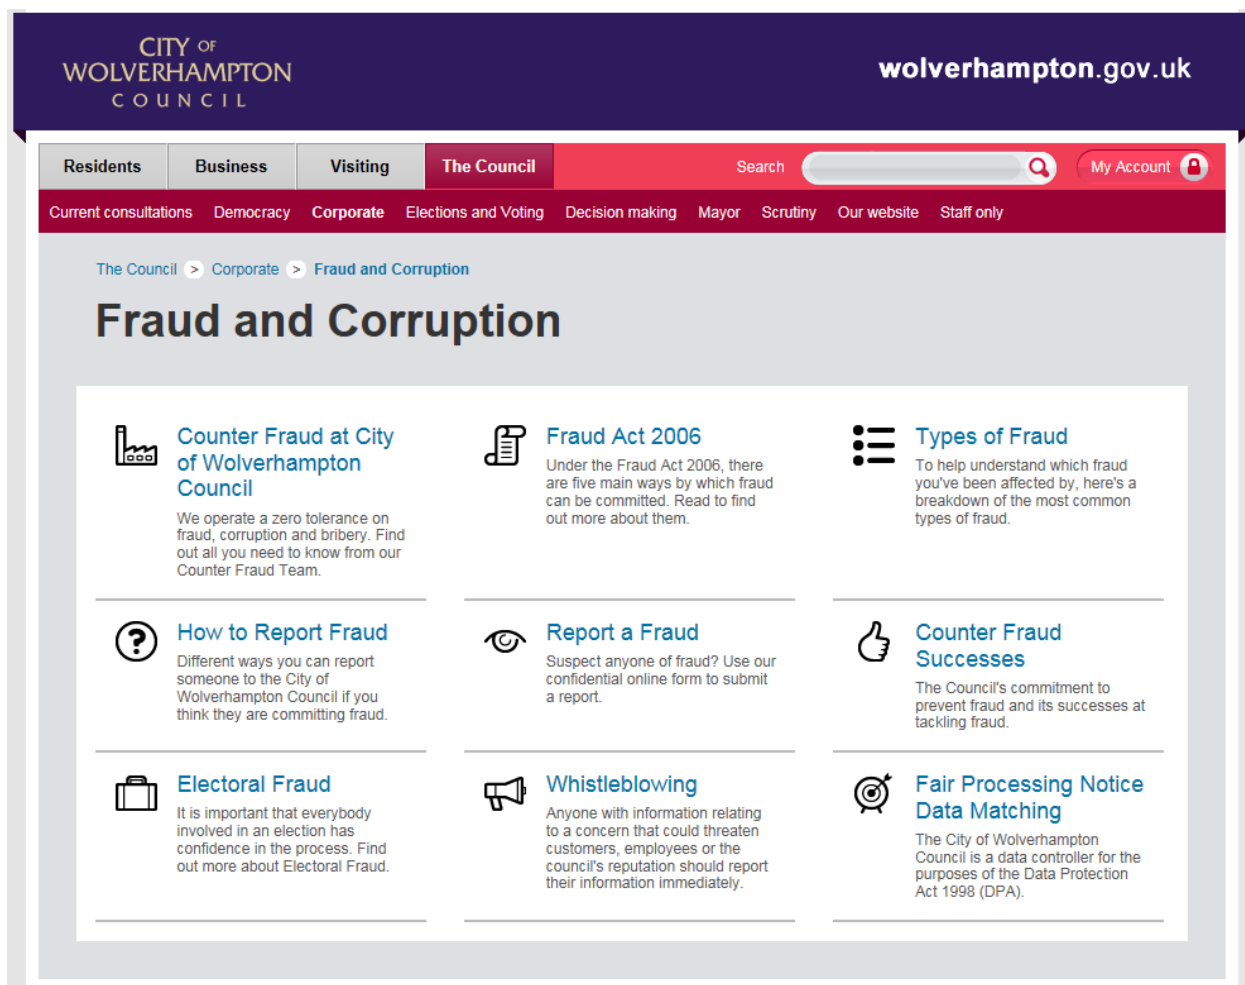 CITY OF
WOLVERHAMPTON
COUNCIL
wolverhampton.gov.uk
Residents Business Visiting The Council Search My Account
Current consultations Democracy Corporate Elections and Voting Decision making Mayor Scrutiny Our website Staff only
The Council > Corporate > Fraud and Corruption
Fraud and Corruption
Counter Fraud at City
of Wolverhampton
Council
We operate a zero tolerance on
fraud, corruption and bribery. Find
out all you need to know from our
Counter Fraud Team.
Fraud Act 2006
Under the Fraud Act 2006, there
are five main ways by which fraud
can be committed. Read to find
out more about them.
Types of Fraud
To help understand which fraud
you've been affected by, here's a
breakdown of the most common
types of fraud.
How to Report Fraud
Different ways you can report
someone to the City of
Wolverhampton Council if you
think they are committing fraud.
Report a Fraud
Suspect anyone of fraud? Use our
confidential online form to submit
a report.
Counter Fraud
Successes
The Council's commitment to
prevent fraud and its successes at
tackling fraud.
Electoral Fraud
It is important that everybody
involved in an election has
confidence in the process. Find
out more about Electoral Fraud.
Whistleblowing
Anyone with information relating
to a concern that could threaten
customers, employees or the
council's reputation should report
their information immediately.
Fair Processing Notice
Data Matching
The City of Wolverhampton
Council is a data controller for the
purposes of the Data Protection
Act 1998 (DPA).